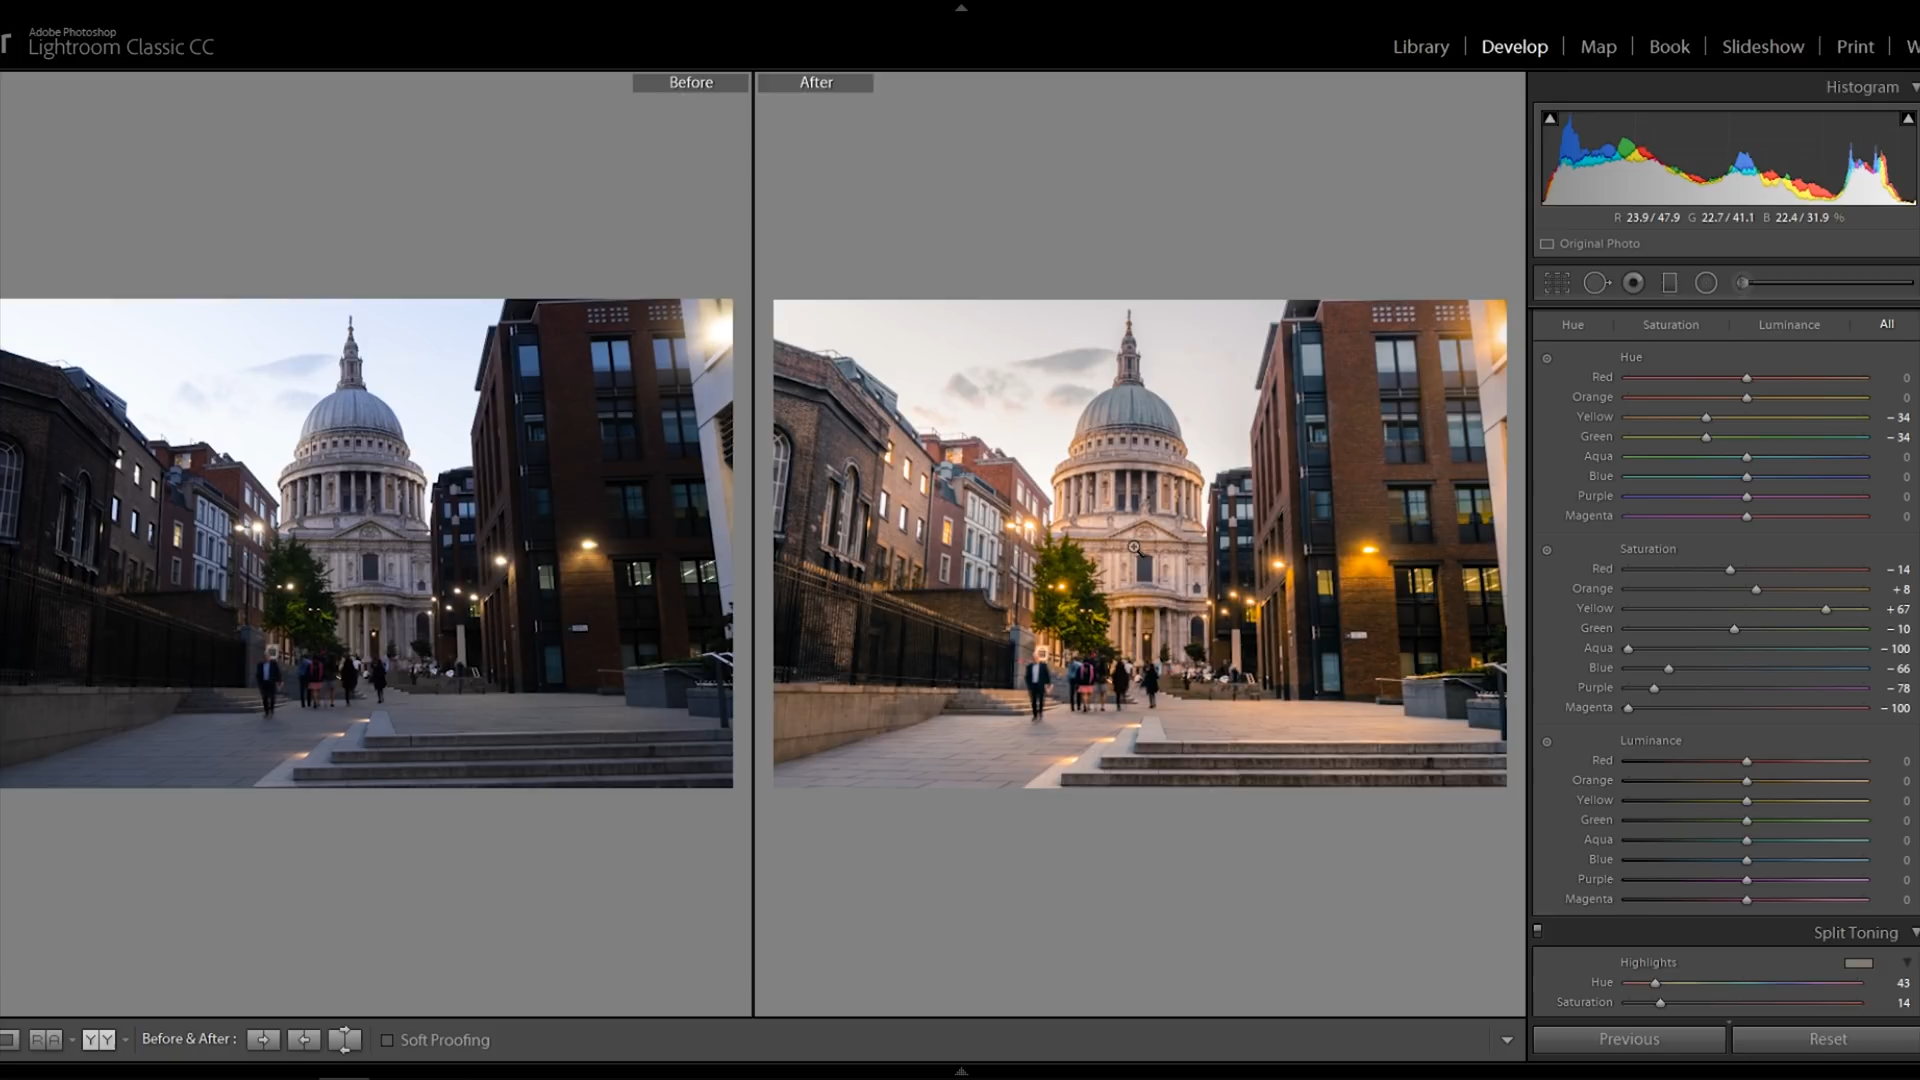 Adobe Photoshop
Lightroom Classic CC
Library | Develop | Map | Book | Slideshow | Print | W
Before
After
Histogram
R 23.9 / 47.9 G 22.7 / 41.1 B 22.4 / 31.9 %
Original Photo
Hue Saturation Luminance All
Hue
Red 0
Orange 0
Yellow − 34
Green − 34
Aqua 0
Blue 0
Purple 0
Magenta 0
Saturation
Red − 14
Orange + 8
Yellow + 67
Green − 10
Aqua − 100
Blue − 66
Purple − 78
Magenta − 100
Luminance
Red 0
Orange 0
Yellow 0
Green 0
Aqua 0
Blue 0
Purple 0
Magenta 0
Split Toning
Highlights
Hue 43
Saturation 14
R A
Y Y
Before & After :
Soft Proofing
Previous
Reset